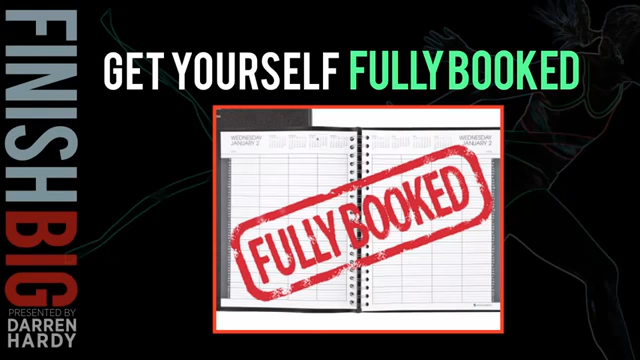 FINISH BIG
PRESENTED BY
DARREN
HARDY
GET YOURSELF FULLY BOOKED
WEDNESDAY
JANUARY 2
WEDNESDAY
JANUARY 2
FULLY BOOKED